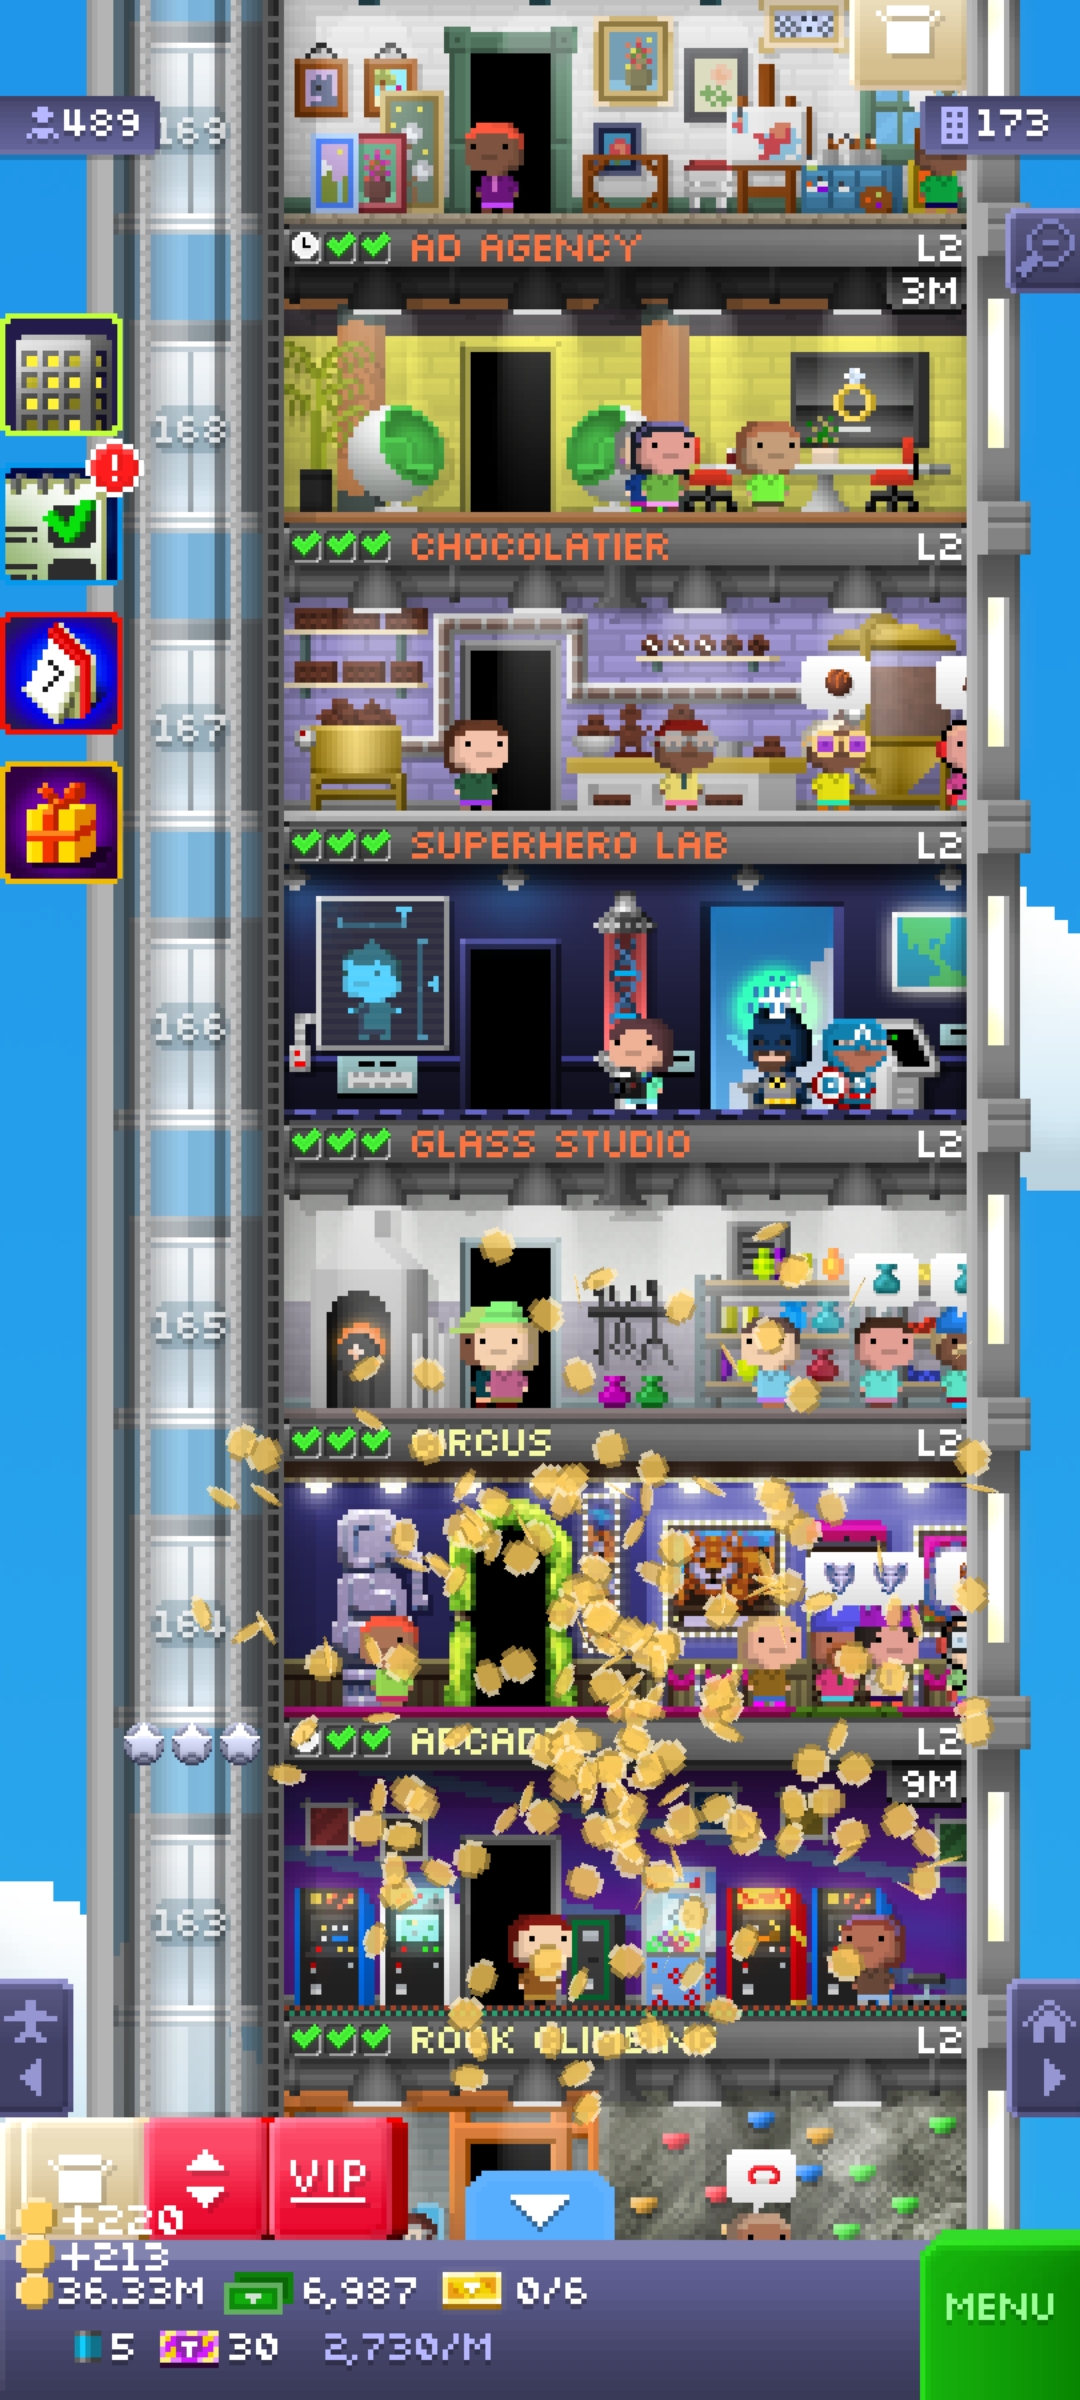 489
169
173
AD AGENCY L2
3M
168
CHOCOLATIER L2
167
SUPERHERO LAB L2
166
GLASS STUDIO L2
165
CIRCUS L2
164
ARCADE L2
9M
163
ROCK CLIMBING L2
VIP
+220
+213
36.33M 6,987 0/6
MENU
5 T 30 2,730/M